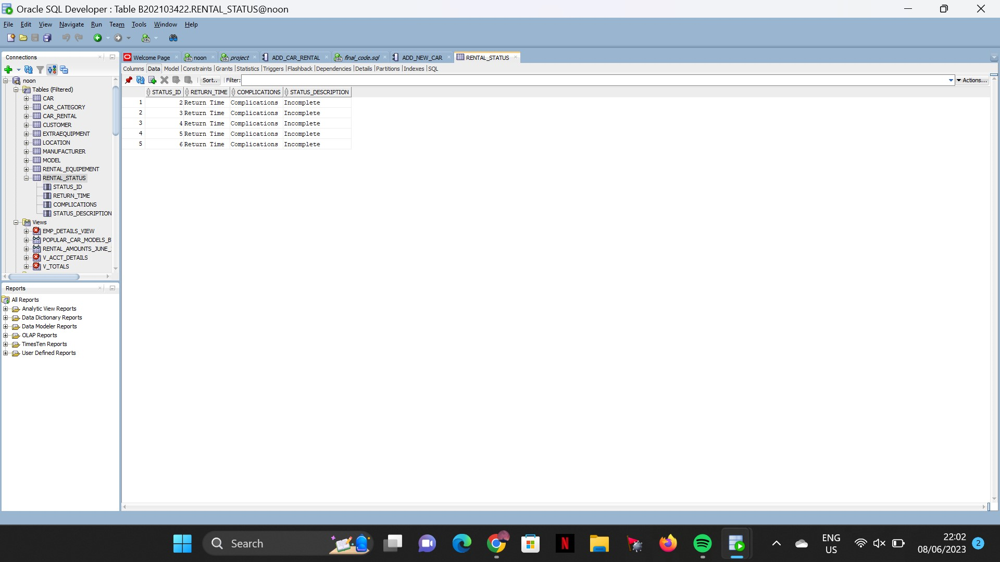 Oracle SQL Developer : Table B202103422.RENTAL_STATUS@noon
File Edit View Navigate Run Team Tools Window Help
Connections
Welcome Page noon project ADD_CAR_RENTAL final_code.sql ADD_NEW_CAR RENTAL_STATUS
Columns Data Model Constraints Grants Statistics Triggers Flashback Dependencies Details Partitions Indexes SQL
Sort.. Filter: Actions...
noon
Tables (Filtered)
CAR
CAR_CATEGORY
CAR_RENTAL
CUSTOMER
EXTRAEQUIPMENT
LOCATION
MANUFACTURER
MODEL
RENTAL_EQUIPEMENT
RENTAL_STATUS
STATUS_ID
RETURN_TIME
COMPLICATIONS
STATUS_DESCRIPTION
Views
EMP_DETAILS_VIEW
POPULAR_CAR_MODELS_B
RENTAL_AMOUNTS_JUNE_
V_ACCT_DETAILS
V_TOTALS
STATUS_ID RETURN_TIME COMPLICATIONS STATUS_DESCRIPTION
1 2 Return Time Complications Incomplete
2 3 Return Time Complications Incomplete
3 4 Return Time Complications Incomplete
4 5 Return Time Complications Incomplete
5 6 Return Time Complications Incomplete
Reports
All Reports
Analytic View Reports
Data Dictionary Reports
Data Modeler Reports
OLAP Reports
TimesTen Reports
User Defined Reports
Search
N
ENG
US
22:02
08/06/2023
2